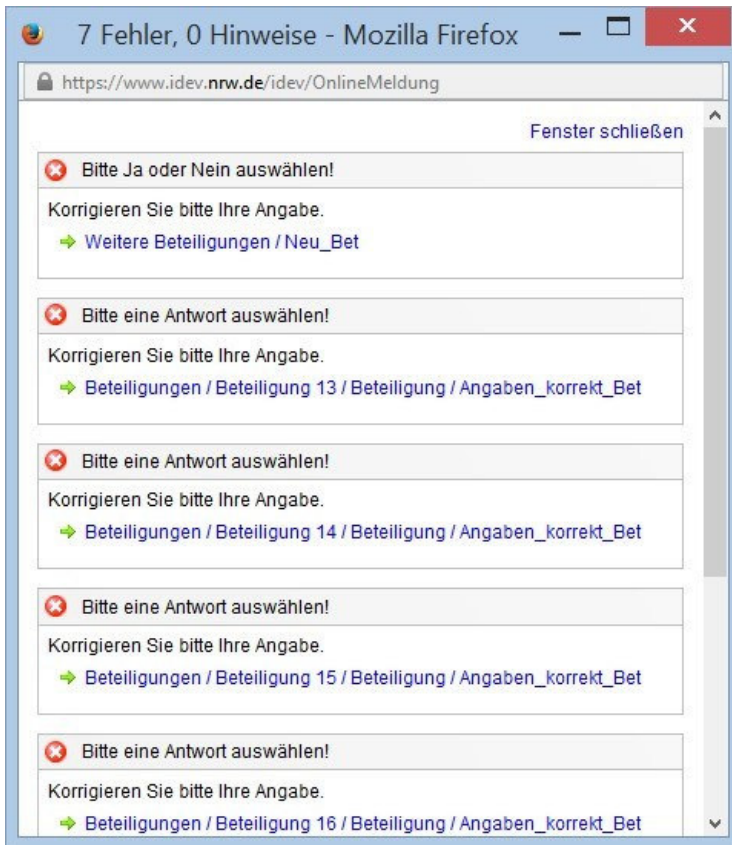 7 Fehler, 0 Hinweise - Mozilla Firefox
https://www.idev.nrw.de/idev/OnlineMeldung
Fenster schließen
Bitte Ja oder Nein auswählen!
Korrigieren Sie bitte Ihre Angabe.
Weitere Beteiligungen / Neu_Bet
Bitte eine Antwort auswählen!
Korrigieren Sie bitte Ihre Angabe.
Beteiligungen / Beteiligung 13 / Beteiligung / Angaben_korrekt_Bet
Bitte eine Antwort auswählen!
Korrigieren Sie bitte Ihre Angabe.
Beteiligungen / Beteiligung 14 / Beteiligung / Angaben_korrekt_Bet
Bitte eine Antwort auswählen!
Korrigieren Sie bitte Ihre Angabe.
Beteiligungen / Beteiligung 15 / Beteiligung / Angaben_korrekt_Bet
Bitte eine Antwort auswählen!
Korrigieren Sie bitte Ihre Angabe.
Beteiligungen / Beteiligung 16 / Beteiligung / Angaben_korrekt_Bet